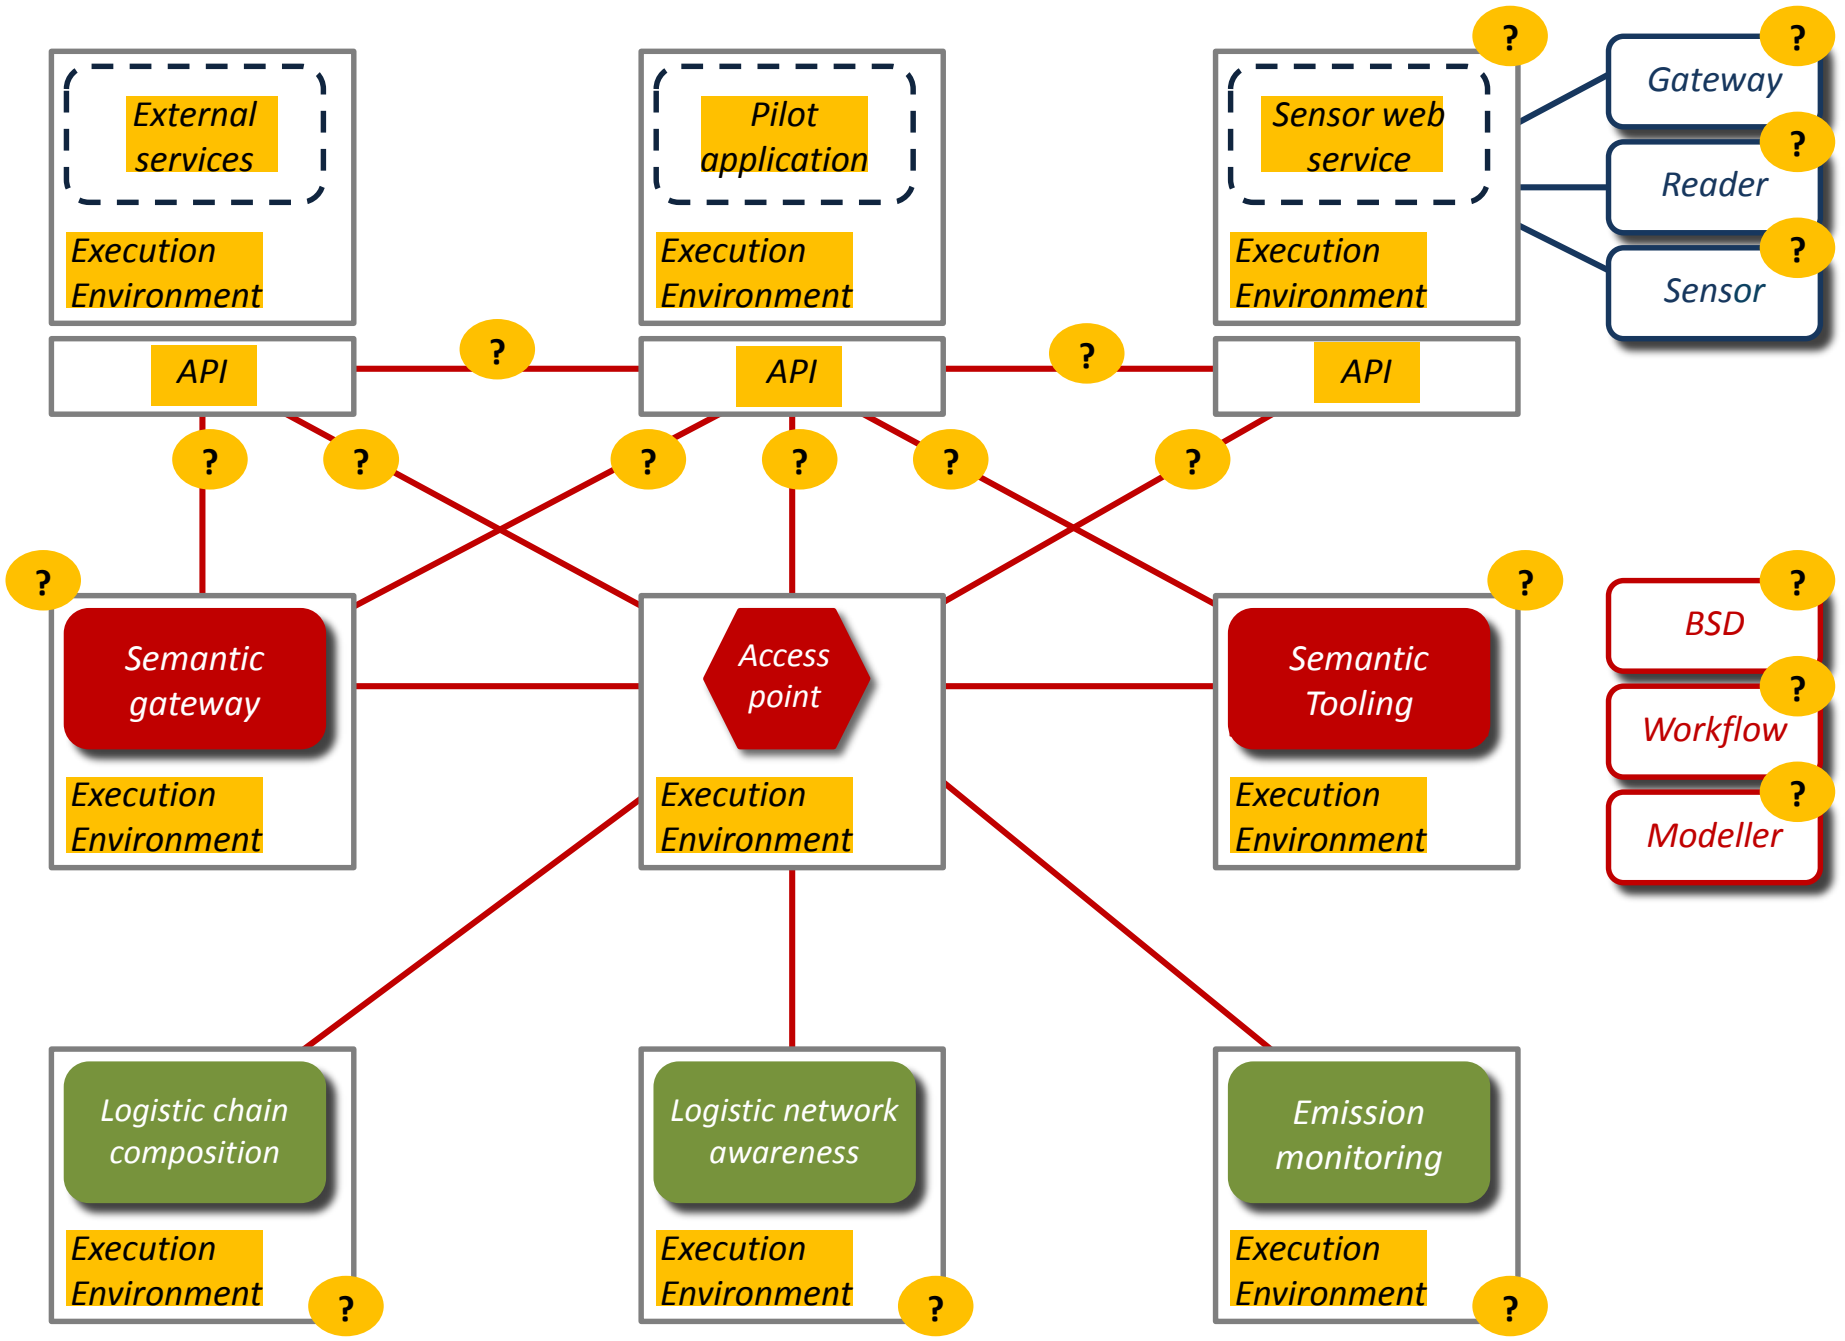 ?
?
External
services
Pilot
application
Sensor web
service
Gateway
?
Reader
Execution
Environment
Execution
Environment
Execution
Environment
?
Sensor
?
?
API
API
API
?
?
?
?
?
?
?
?
?
Semantic
gateway
Access
point
Semantic
Tooling
BSD
?
Workflow
Execution
Environment
Execution
Environment
Execution
Environment
?
Modeller
Logistic chain
composition
Logistic network
awareness
Emission
monitoring
Execution
Environment
?
Execution
Environment
?
Execution
Environment
?